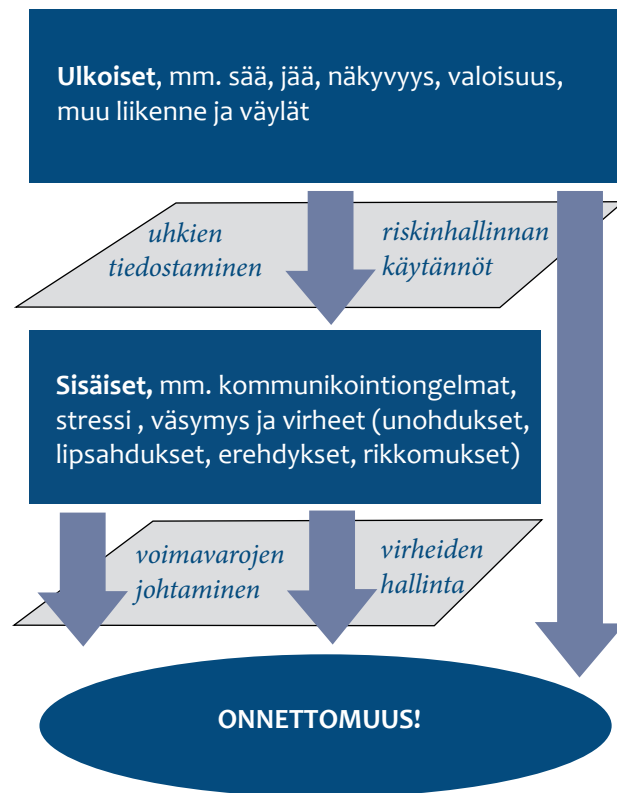 Ulkoiset, mm. sää, jää, näkyvyys, valoisuus,
muu liikenne ja väylät
uhkien
tiedostaminen
riskinhallinnan
käytännöt
Sisäiset, mm. kommunikointiongelmat,
stressi , väsymys ja virheet (unohdukset,
lipsahdukset, erehdykset, rikkomukset)
voimavarojen
johtaminen
virheiden
hallinta
ONNETTOMUUS!